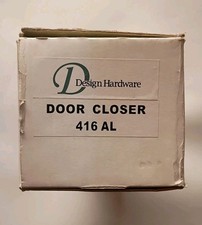 Design Hardware
DOOR CLOSER
416 AL